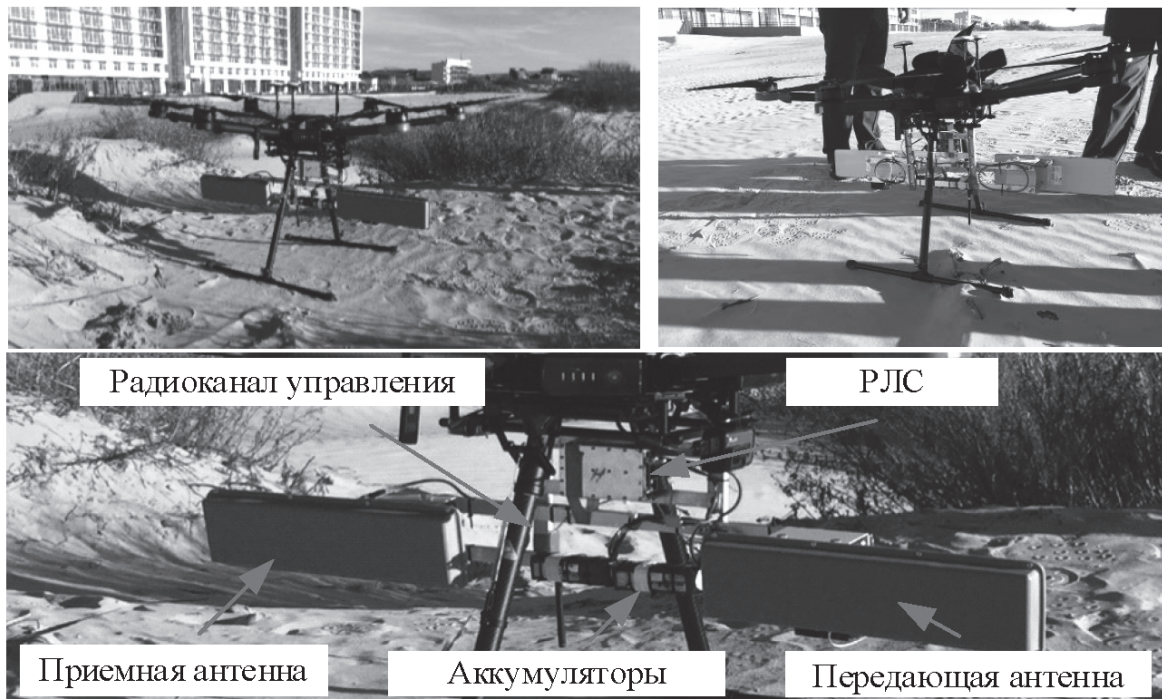 Радиоканал управления
РЛС
Приемная антенна
Аккумуляторы
Передающая антенна